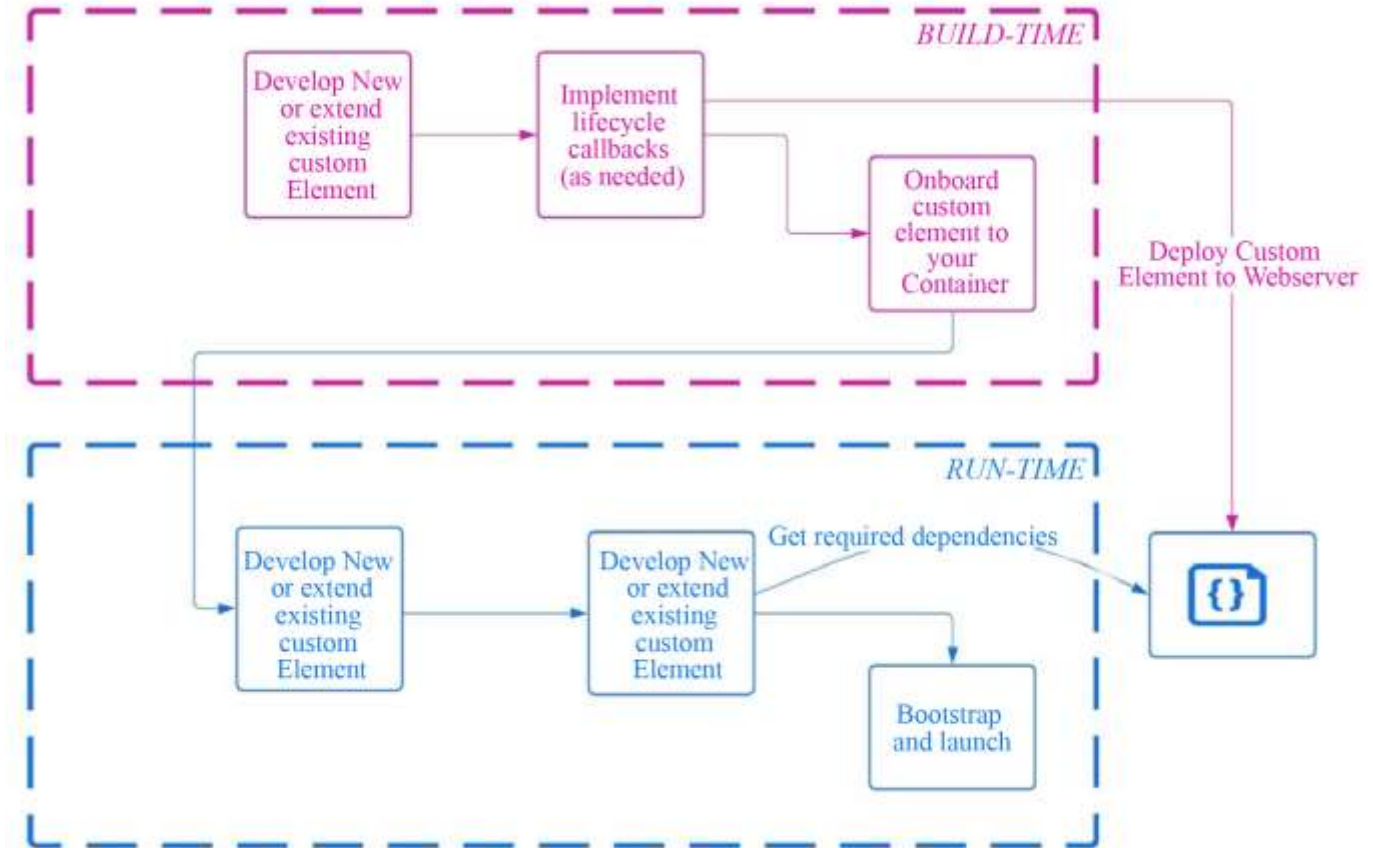 BUILD-TIME
Develop New
or extend
existing
custom
Element
Implement
lifecycle
callbacks
(as needed)
Onboard
custom
element to
your
Container
Deploy Custom
Element to Webserver
RUN-TIME
Develop New
or extend
existing
custom
Element
Develop New
or extend
existing
custom
Element
Get required dependencies
{}
Bootstrap
and launch